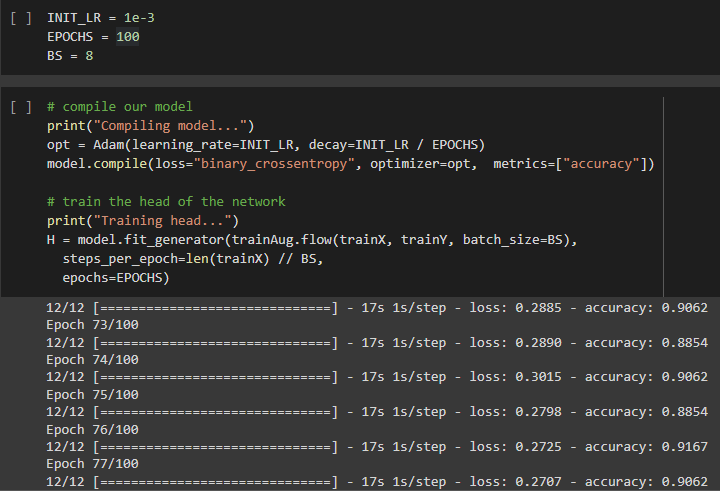 [ ] INIT_LR = 1e-3
EPOCHS = 100
BS = 8
[ ] # compile our model
print("Compiling model...")
opt = Adam(learning_rate=INIT_LR, decay=INIT_LR / EPOCHS)
model.compile(loss="binary_crossentropy", optimizer=opt,  metrics=["accuracy"])
# train the head of the network
print("Training head...")
H = model.fit_generator(trainAug.flow(trainX, trainY, batch_size=BS),
  steps_per_epoch=len(trainX) // BS,
  epochs=EPOCHS)
12/12 [==============================] - 17s 1s/step - loss: 0.2885 - accuracy: 0.9062
Epoch 73/100
12/12 [==============================] - 17s 1s/step - loss: 0.2890 - accuracy: 0.8854
Epoch 74/100
12/12 [==============================] - 17s 1s/step - loss: 0.3015 - accuracy: 0.9062
Epoch 75/100
12/12 [==============================] - 17s 1s/step - loss: 0.2798 - accuracy: 0.8854
Epoch 76/100
12/12 [==============================] - 17s 1s/step - loss: 0.2725 - accuracy: 0.9167
Epoch 77/100
12/12 [==============================] - 17s 1s/step - loss: 0.2707 - accuracy: 0.9062